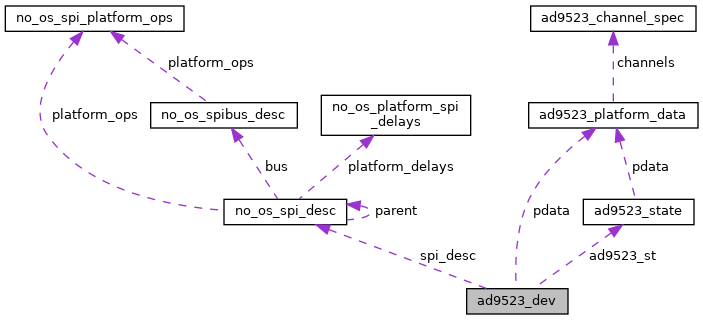 no_os_spi_platform_ops
ad9523_channel_spec
platform_ops
channels
platform_ops
no_os_spibus_desc
no_os_platform_spi
_delays
ad9523_platform_data
bus
platform_delays
pdata
no_os_spi_desc
parent
pdata
ad9523_state
spi_desc
ad9523_st
ad9523_dev